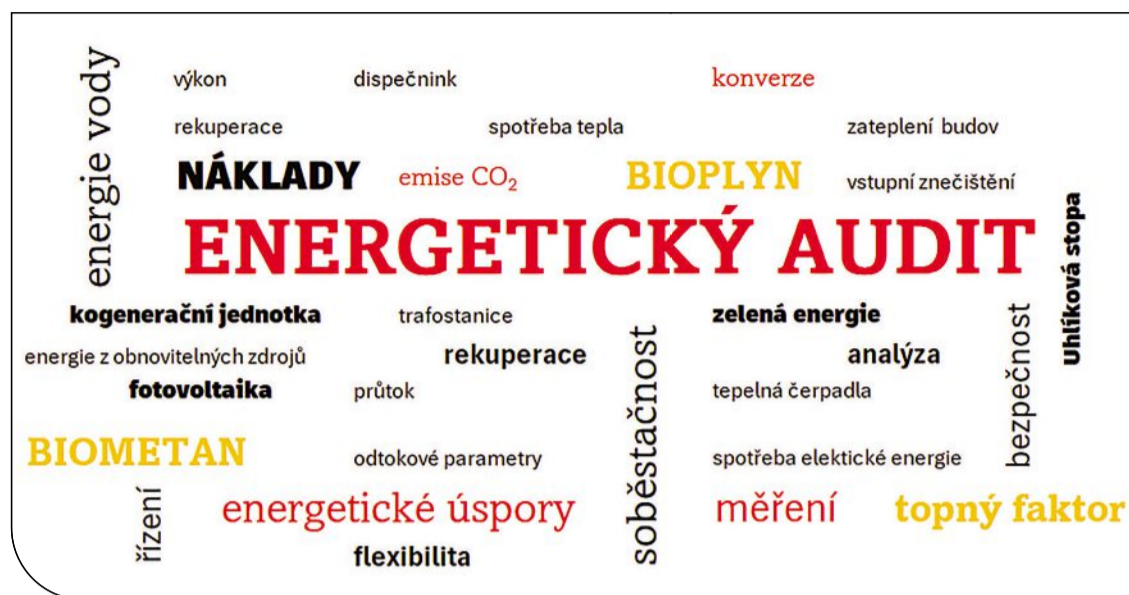 energie vody
výkon
dispečnink
konverze
rekuperace
spotřeba tepla
zateplení budov
NÁKLADY
emise CO₂
BIOPLYN
vstupní znečištění
ENERGETICKÝ AUDIT
Uhlíková stopa
kogenerační jednotka
trafostanice
zelená energie
energie z obnovitelných zdrojů
rekuperace
soběstačnost
analýza
bezpečnost
fotovoltaika
průtok
tepelná čerpadla
BIOMETAN
odtokové parametry
spotřeba elektické energie
řízení
energetické úspory
měření
topný faktor
flexibilita